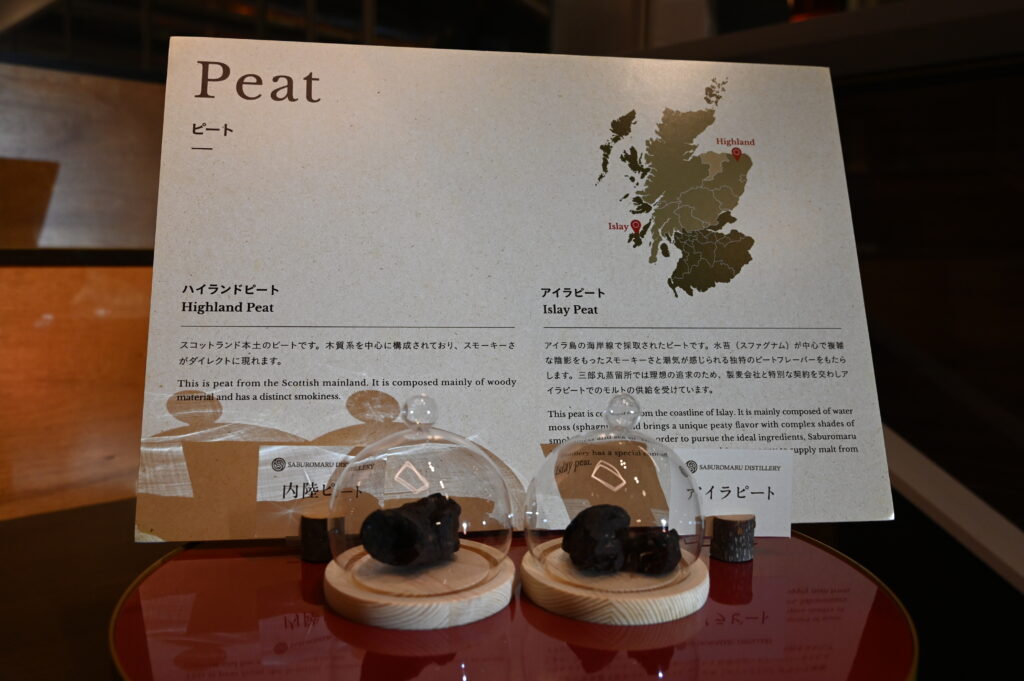 Peat
ピート
Highland
Islay
ハイランドピート
Highland Peat
スコットランド本土のピートです。木質系を中心に構成されており、スモーキーさ
がダイレクトに現れます。
This is peat from the Scottish mainland. It is composed mainly of woody
material and has a distinct smokiness.
アイラピート
Islay Peat
アイラ島の海岸線で採取されたピートです。水苔（スファグナム）が中心で複雑
な陰影をもったスモーキーさと潮気が感じられる独特のピートフレーバーをもたら
します。三郎丸蒸留所では理想の追求のため、製麦会社と特別な契約を交わしア
イラピートでのモルトの供給を受けています。
This peat is from the coastline of Islay. It is mainly composed of water
moss brings a unique peaty flavor with complex shades of
order to pursue the ideal ingredients, Saburomaru
has a special supply malt from
Islay peat.
SABUROMARU DISTILLERY
内陸ピート
SABUROMARU DISTILLERY
アイラピート